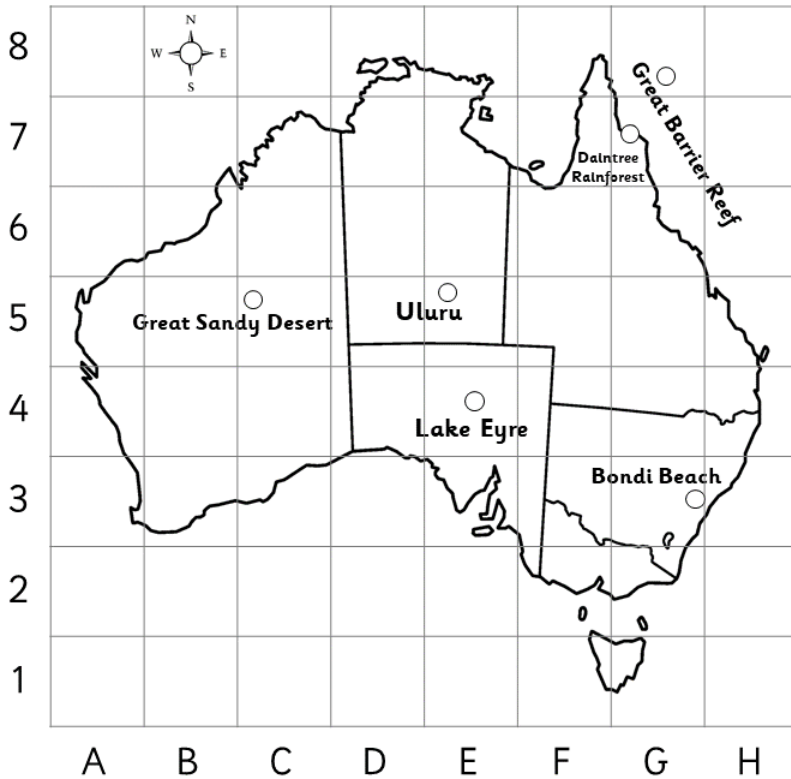 8
N
W E
S
Great Barrier Reef
7
Daintree
Rainforest
6
5
Great Sandy Desert
Uluru
4
Lake Eyre
3
Bondi Beach
2
1
A B C D E F G H